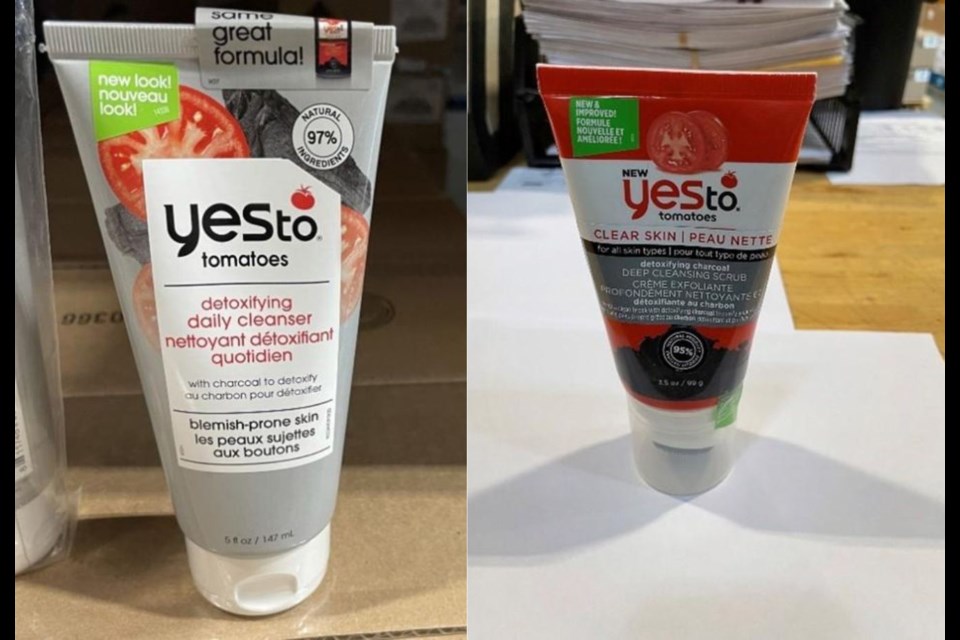 same
great
formula!
new look!
nouveau
look!
NATURAL
97%
INGREDIENTS
yesto.
tomatoes
detoxifying
daily cleanser
nettoyant détoxifiant
quotidien
with charcoal to detoxify
au charbon pour détoxifier
blemish-prone skin
les peaux sujettes
aux boutons
5 fl oz / 147 mL
NEW &
IMPROVED!
FORMULE
NOUVELLE ET
AMÉLIORÉE!
NEW
yesto.
tomatoes
CLEAR SKIN | PEAU NETTE
for all skin types | pour tout type de peau
detoxifying charcoal
DEEP CLEANSING SCRUB
CRÈME EXFOLIANTE
PROFONDÉMENT NETTOYANTE
détoxifiante au charbon
95%
3.5 oz / 99 g